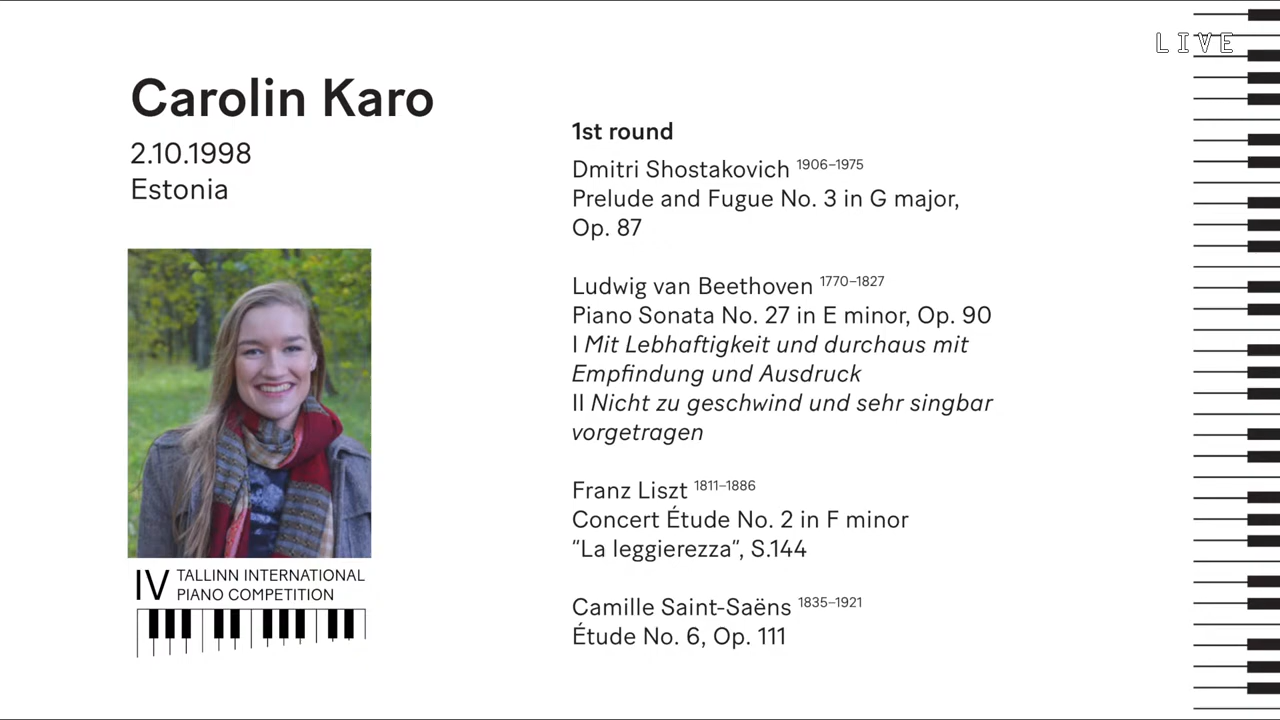 LIVE
Carolin Karo
2.10.1998
Estonia
IV TALLINN INTERNATIONAL
PIANO COMPETITION
1st round
Dmitri Shostakovich 1906–1975
Prelude and Fugue No. 3 in G major,
Op. 87
Ludwig van Beethoven 1770–1827
Piano Sonata No. 27 in E minor, Op. 90
I Mit Lebhaftigkeit und durchaus mit
Empfindung und Ausdruck
II Nicht zu geschwind und sehr singbar
vorgetragen
Franz Liszt 1811–1886
Concert Étude No. 2 in F minor
"La leggierezza", S.144
Camille Saint-Saëns 1835–1921
Étude No. 6, Op. 111